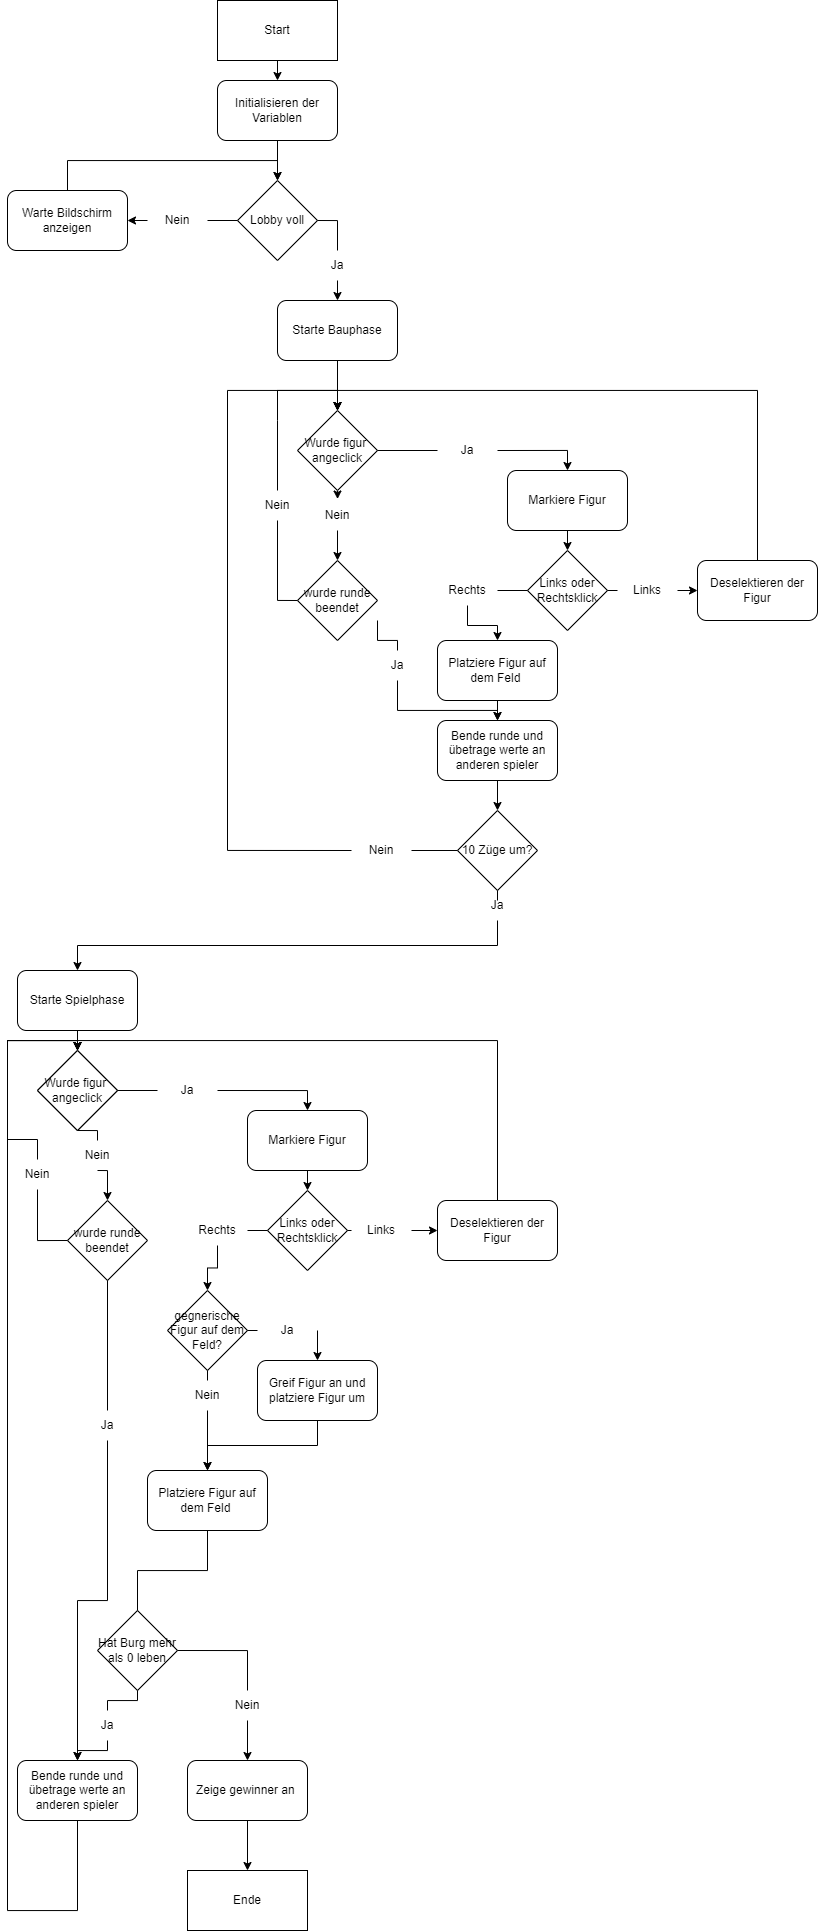 Start
Initialisieren der
Variablen
Warte Bildschirm
anzeigen
Nein
Lobby voll
Ja
Starte Bauphase
Wurde figur
angeclick
Ja
Markiere Figur
Nein
Nein
wurde runde
beendet
Rechts
Links oder
Rechtsklick
Links
Deselektieren der
Figur
Ja
Platziere Figur auf
dem Feld
Bende runde und
übetrage werte an
anderen spieler
Nein
10 Züge um?
Ja
Starte Spielphase
Wurde figur
angeclick
Ja
Markiere Figur
Nein
Nein
wurde runde
beendet
Rechts
Links oder
Rechtsklick
Links
Deselektieren der
Figur
gegnerische
Figur auf dem
Feld?
Ja
Greif Figur an und
platziere Figur um
Nein
Ja
Platziere Figur auf
dem Feld
Hat Burg mehr
als 0 leben
Nein
Ja
Bende runde und
übetrage werte an
anderen spieler
Zeige gewinner an
Ende